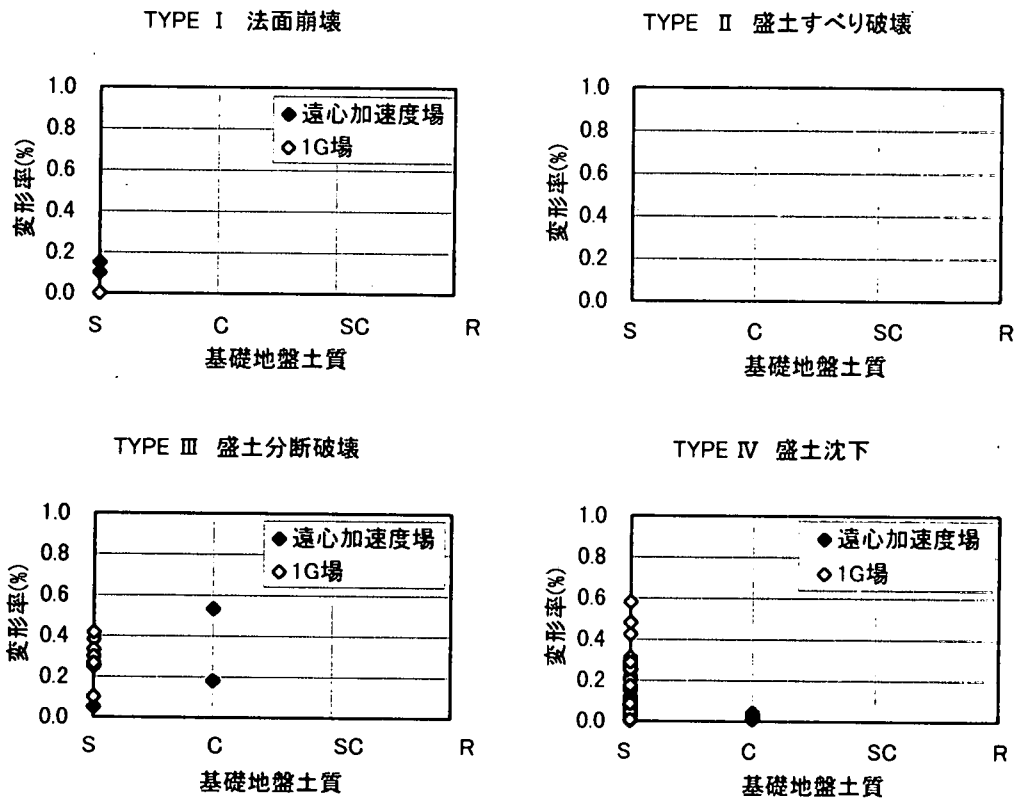 TYPE Ⅰ 法面崩壊
1.0
0.8
0.6
0.4
0.2
0.0
変形率(%)
◆遠心加速度場
◇1G場
S C SC R
基礎地盤土質
TYPE Ⅱ 盛土すべり破壊
1.0
0.8
0.6
0.4
0.2
0.0
変形率(%)
S C SC R
基礎地盤土質
TYPE Ⅲ 盛土分断破壊
1.0
0.8
0.6
0.4
0.2
0.0
変形率(%)
◆遠心加速度場
◇1G場
S C SC R
基礎地盤土質
TYPE Ⅳ 盛土沈下
1.0
0.8
0.6
0.4
0.2
0.0
変形率(%)
◆遠心加速度場
◇1G場
S C SC R
基礎地盤土質